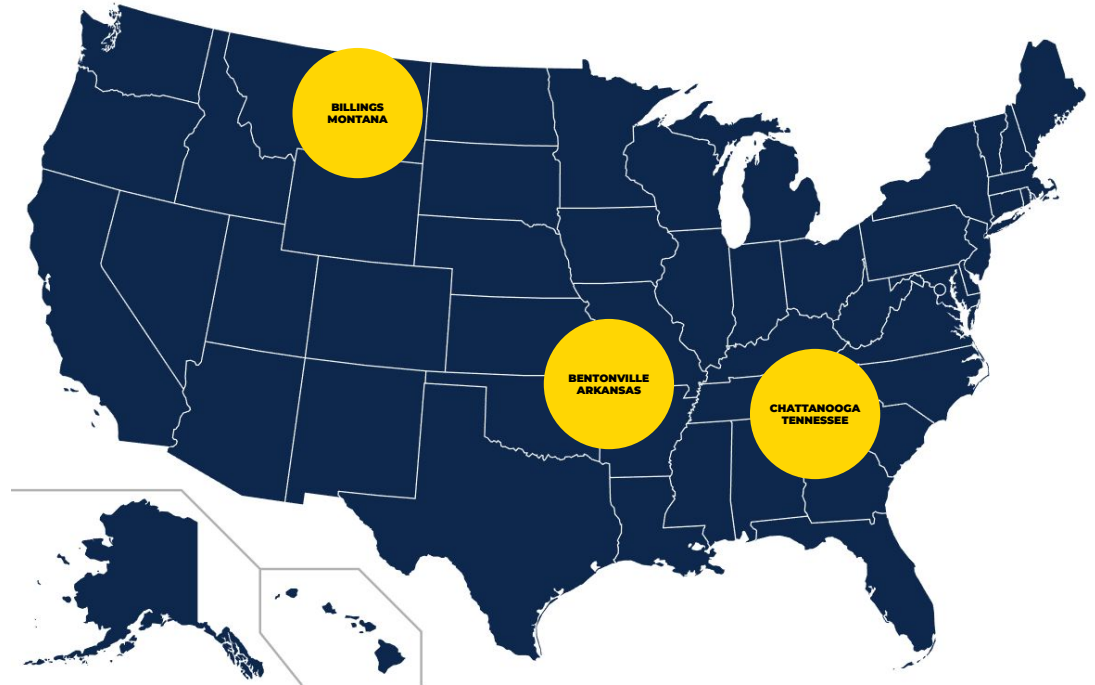 BILLINGS
MONTANA
BENTONVILLE
ARKANSAS
CHATTANOOGA
TENNESSEE